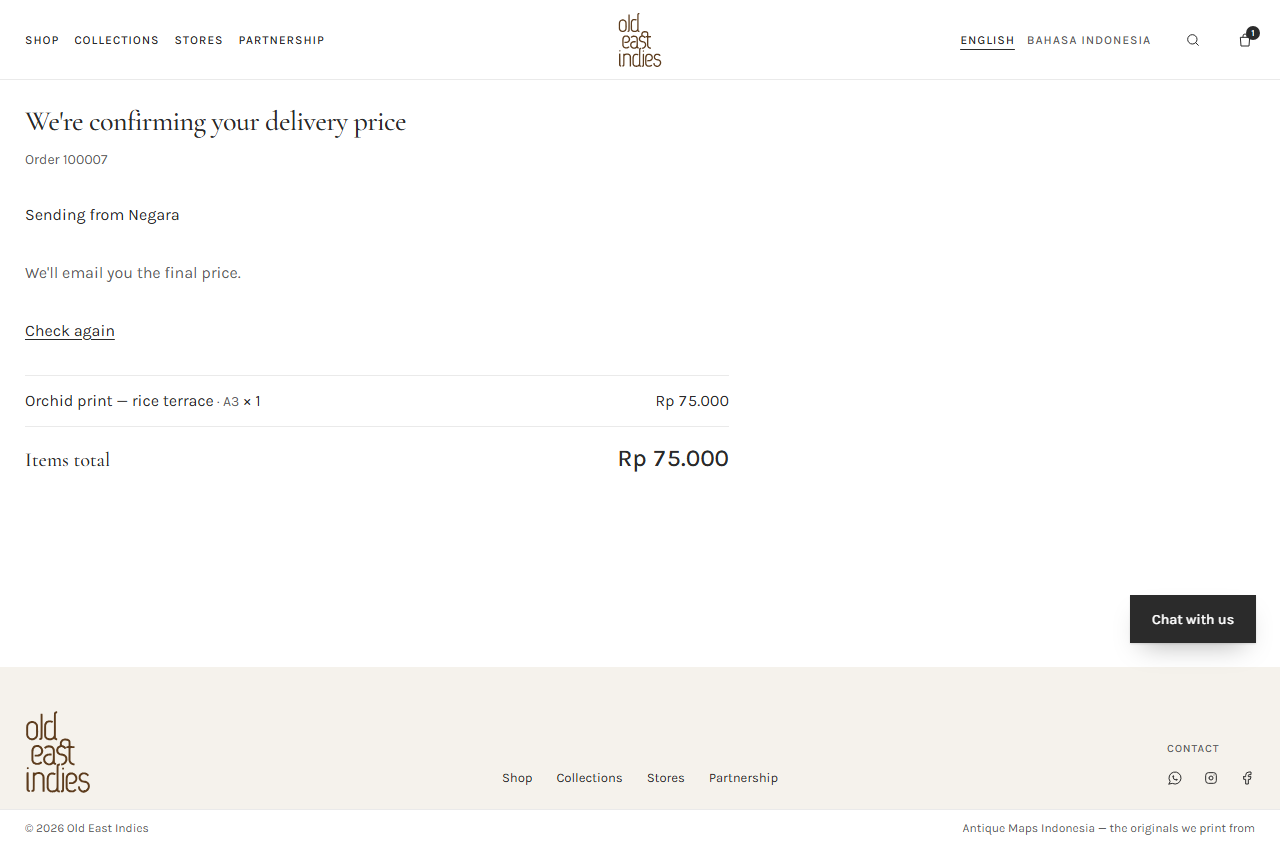 SHOP COLLECTIONS STORES PARTNERSHIP
old
east
indies
ENGLISH BAHASA INDONESIA
1
We're confirming your delivery price
Order 100007
Sending from Negara
We'll email you the final price.
Check again
Orchid print — rice terrace · A3 × 1 Rp 75.000
Items total Rp 75.000
Chat with us
old
east
indies
Shop Collections Stores Partnership
CONTACT
© 2026 Old East Indies
Antique Maps Indonesia — the originals we print from